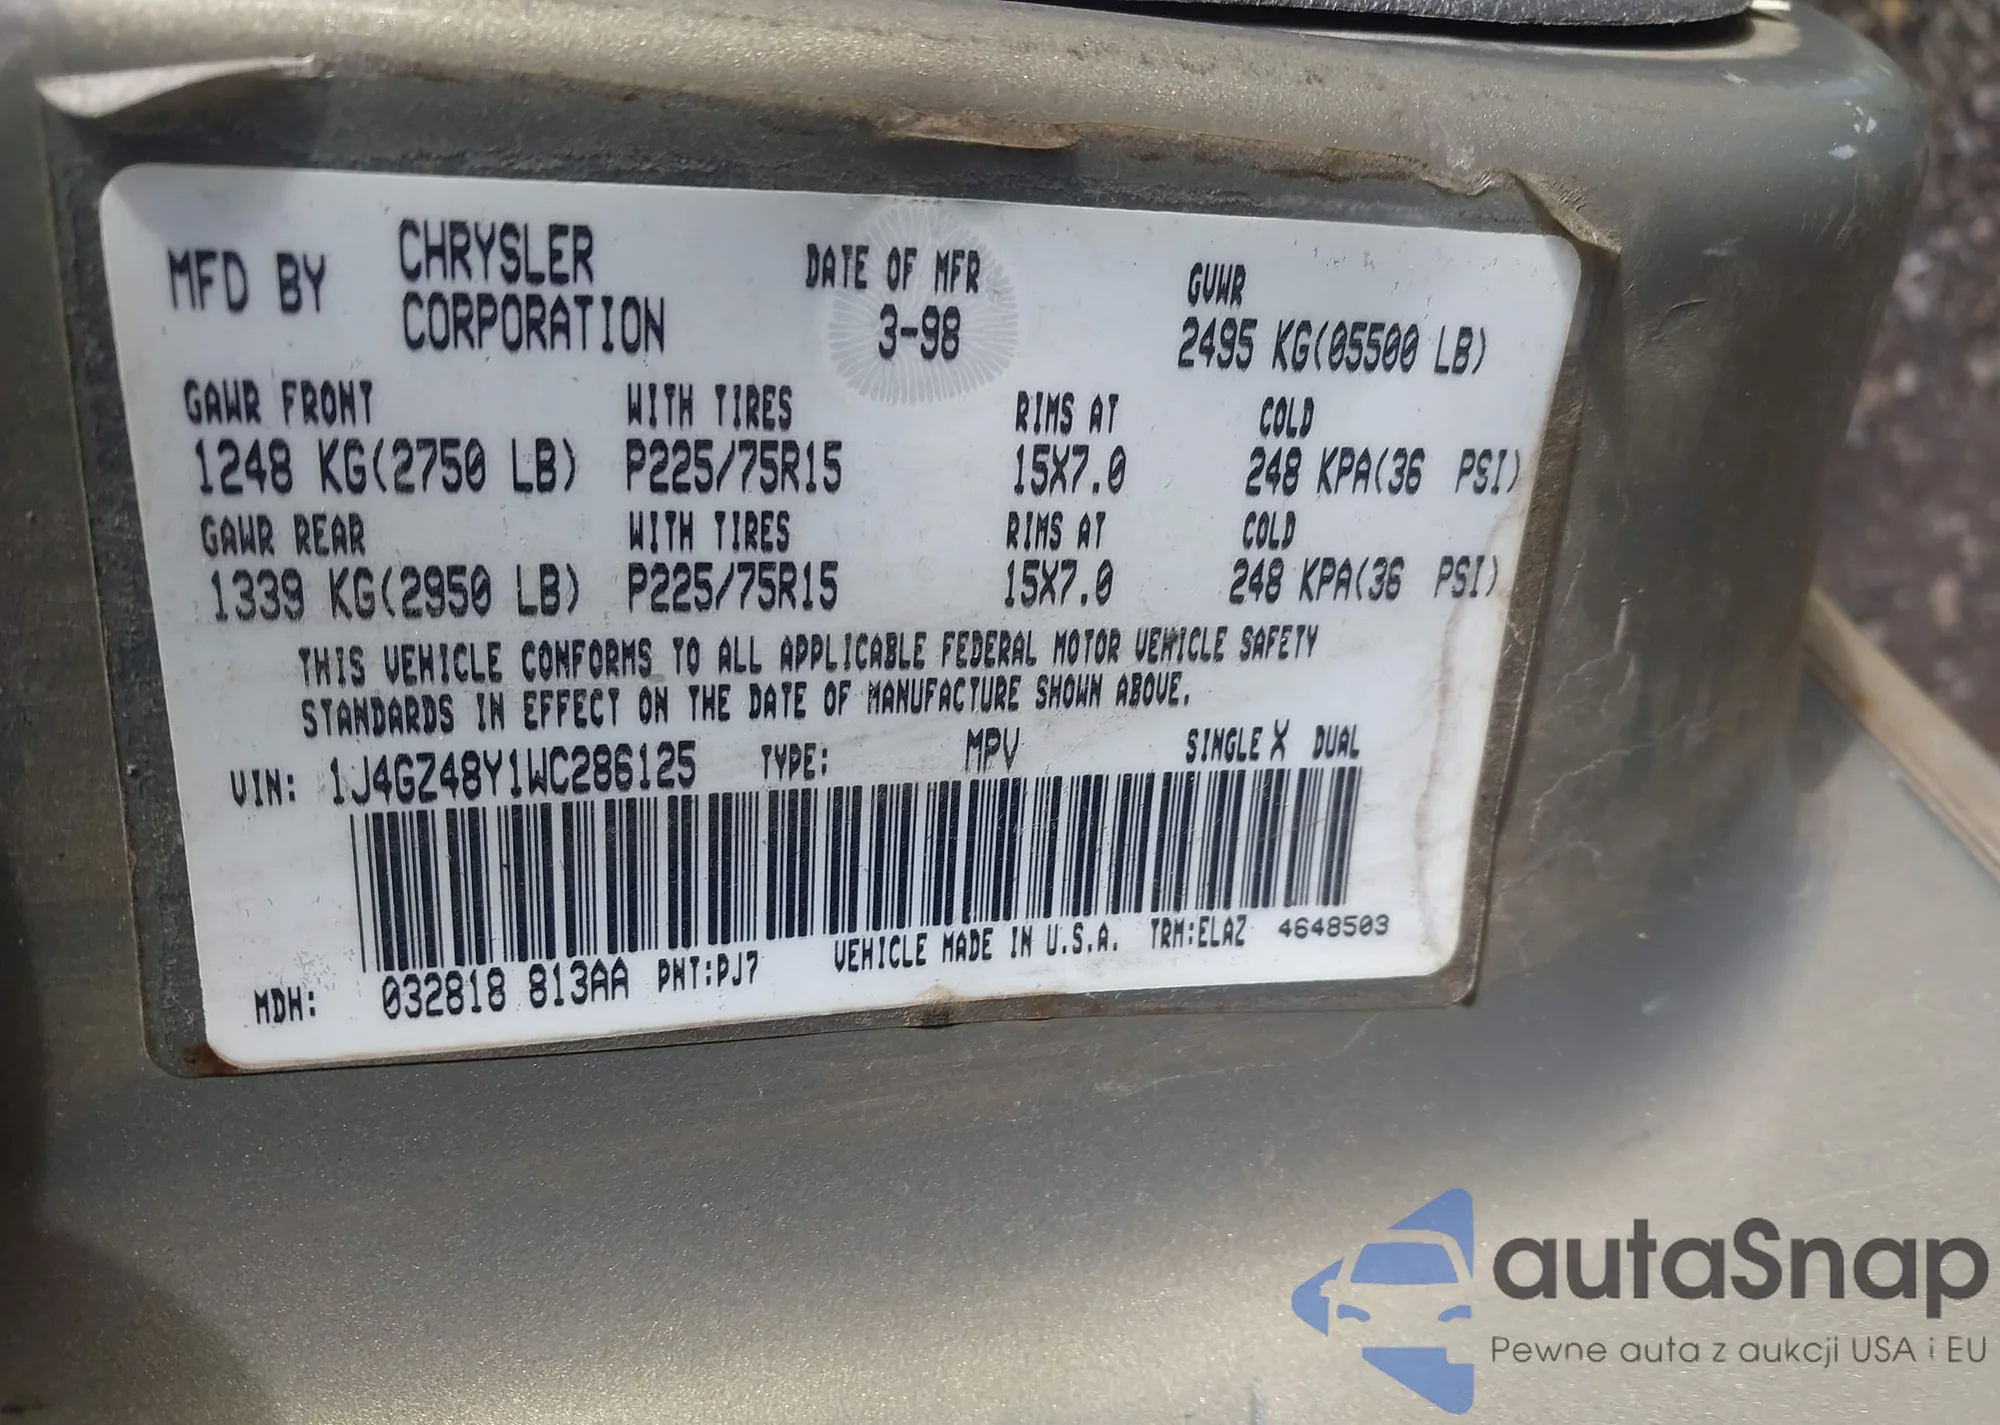 MFD BY CHRYSLER CORPORATION DATE OF MFR 3-98 GVWR 2495 KG(05500 LB)
GAWR FRONT WITH TIRES RIMS AT COLD
1248 KG(2750 LB) P225/75R15 15X7.0 248 KPA(36 PSI)
GAWR REAR WITH TIRES RIMS AT COLD
1339 KG(2950 LB) P225/75R15 15X7.0 248 KPA(36 PSI)
THIS VEHICLE CONFORMS TO ALL APPLICABLE FEDERAL MOTOR VEHICLE SAFETY
STANDARDS IN EFFECT ON THE DATE OF MANUFACTURE SHOWN ABOVE.
VIN: 1J4GZ48Y1WC286125 TYPE: MPV SINGLE X DUAL
MDH: 032818 813AA PNT:PJ7 VEHICLE MADE IN U.S.A. TRM:ELAZ 4648503
autaSnap
Pewne auta z aukcji USA i EU